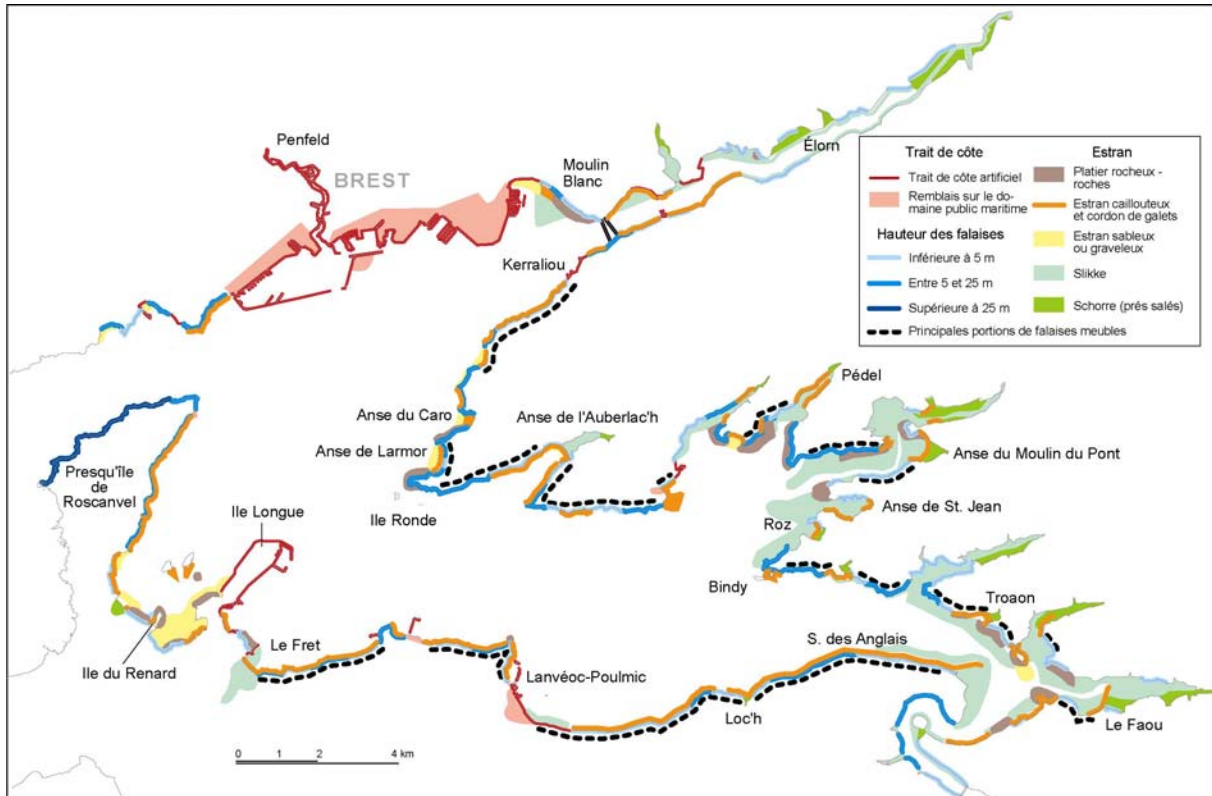 Penfeld
BREST
Moulin
Blanc
Élorn
Kerraliou
Trait de côte
Trait de côte artificiel
Remblais sur le do-
maine public maritime
Hauteur des falaises
Inférieure à 5 m
Entre 5 et 25 m
Supérieure à 25 m
Principales portions de falaises meubles
Estran
Platier rocheux -
roches
Estran caillouteux
et cordon de galets
Estran sableux
ou graveleux
Slikke
Schorre (prés salés)
Pédel
Anse du Caro
Anse de l'Auberlac'h
Anse de Larmor
Anse du Moulin du Pont
Presqu'île
de
Roscanvel
Ile Longue
Ile Ronde
Anse de St. Jean
Roz
Bindy
Troaon
Le Fret
S. des Anglais
Ile du Renard
Lanvéoc-Poulmic
Loc'h
Le Faou
0 2 4 km